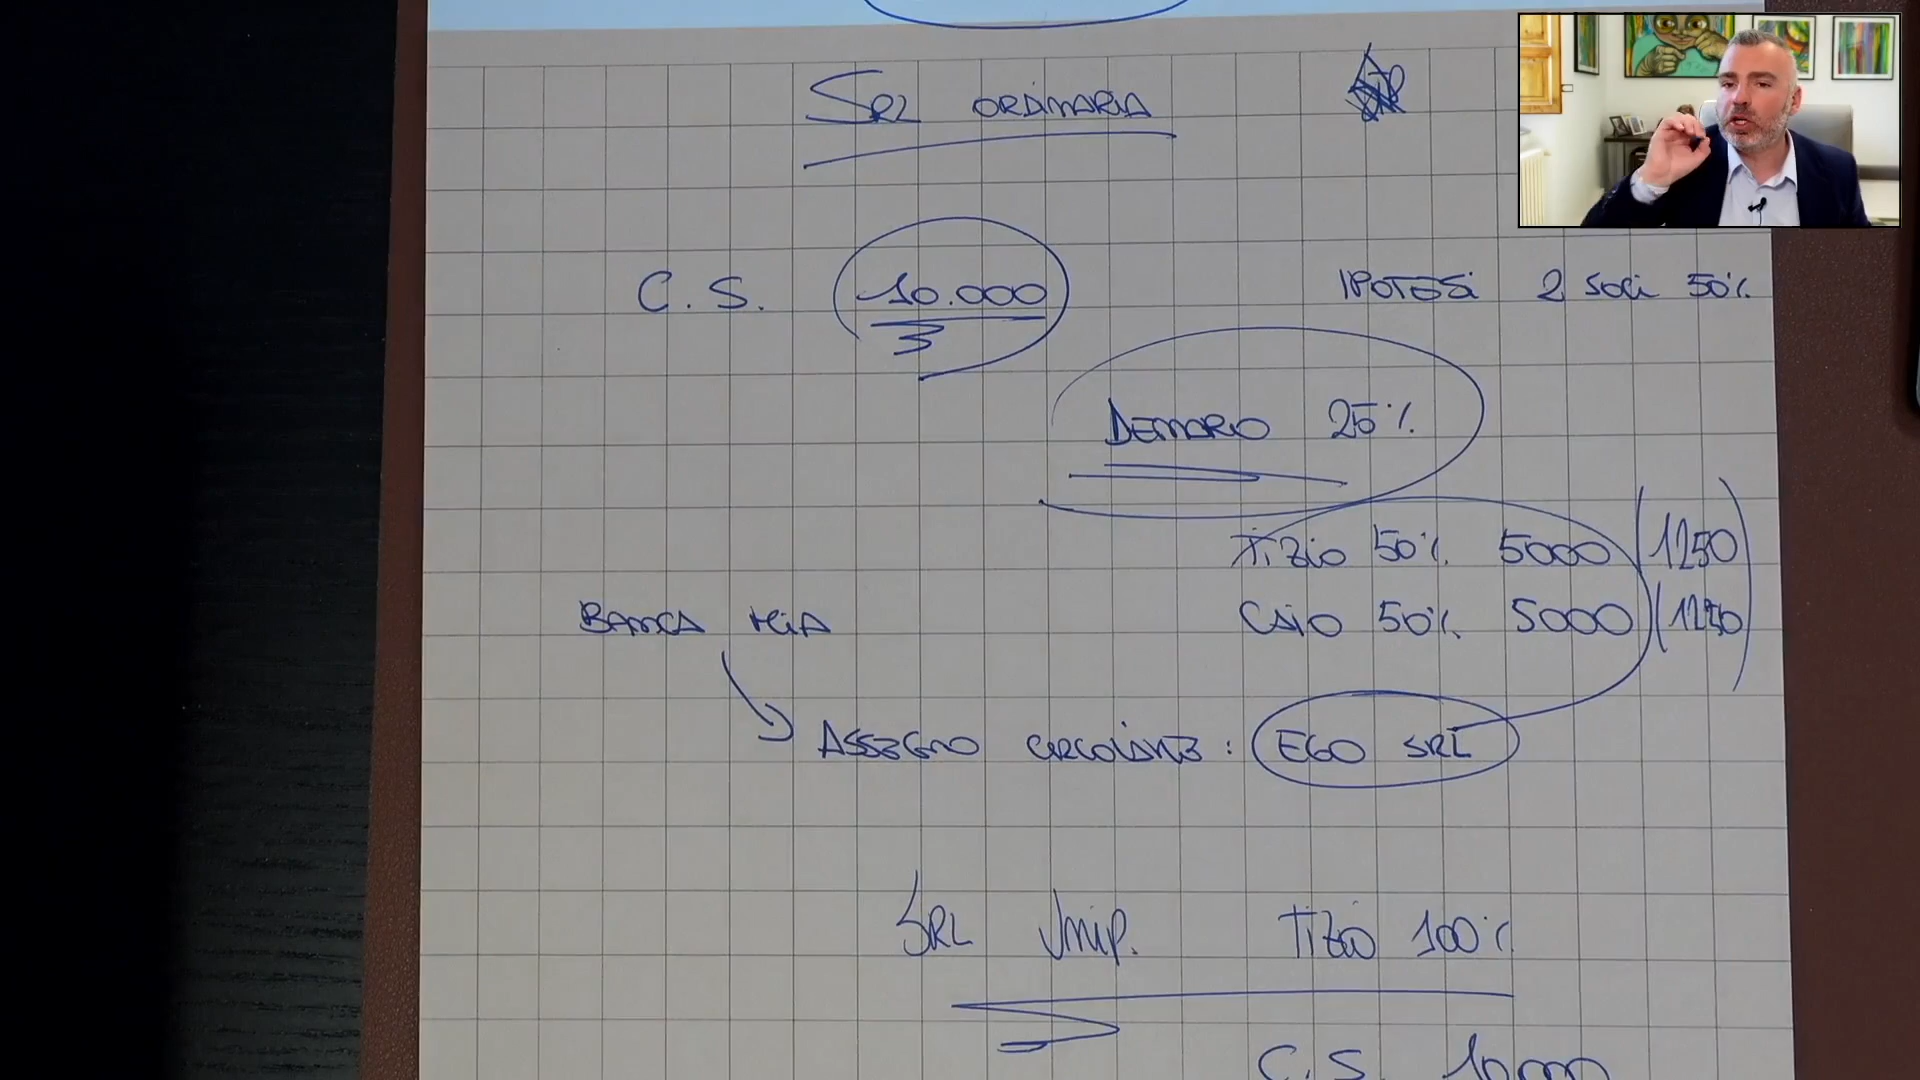 SRL ORDINARIA
C. S. 10.000
IPOTESI 2 SOCI 50%
DENARO 25%
TIZIO 50% 5000 (1250)
CAIO 50% 5000 (1250)
BANCA MIA
ASSEGNO CIRCOLARE: EGO SRL
SRL UNIP. TIZIO 100%
C. S. 10000